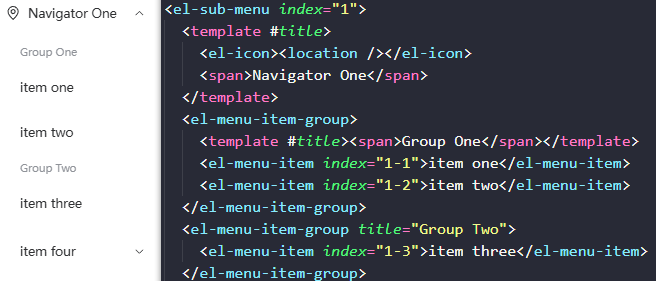 Navigator One
Group One
item one
item two
Group Two
item three
item four
<el-sub-menu index="1">
<template #title>
<el-icon><location /></el-icon>
<span>Navigator One</span>
</template>
<el-menu-item-group>
<template #title><span>Group One</span></template>
<el-menu-item index="1-1">item one</el-menu-item>
<el-menu-item index="1-2">item two</el-menu-item>
</el-menu-item-group>
<el-menu-item-group title="Group Two">
<el-menu-item index="1-3">item three</el-menu-item>
</el-menu-item-group>